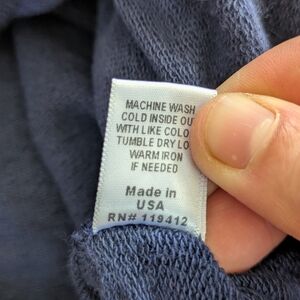 MACHINE WASH
COLD INSIDE OU
WITH LIKE COLO
TUMBLE DRY LO
WARM IRON
IF NEEDED
Made in
USA
RN# 119412